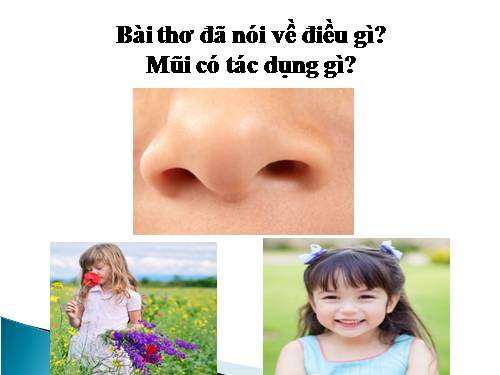 Bài thơ đã nói về điều gì?
Mũi có tác dụng gì?